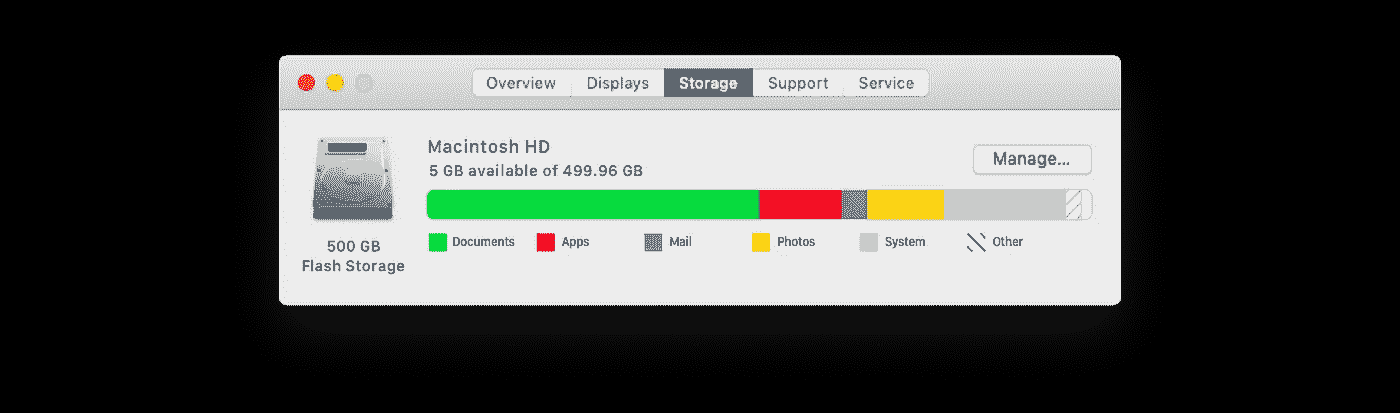 Overview Displays Storage Support Service
Macintosh HD
5 GB available of 499.96 GB
Manage...
500 GB
Flash Storage
Documents Apps Mail Photos System Other